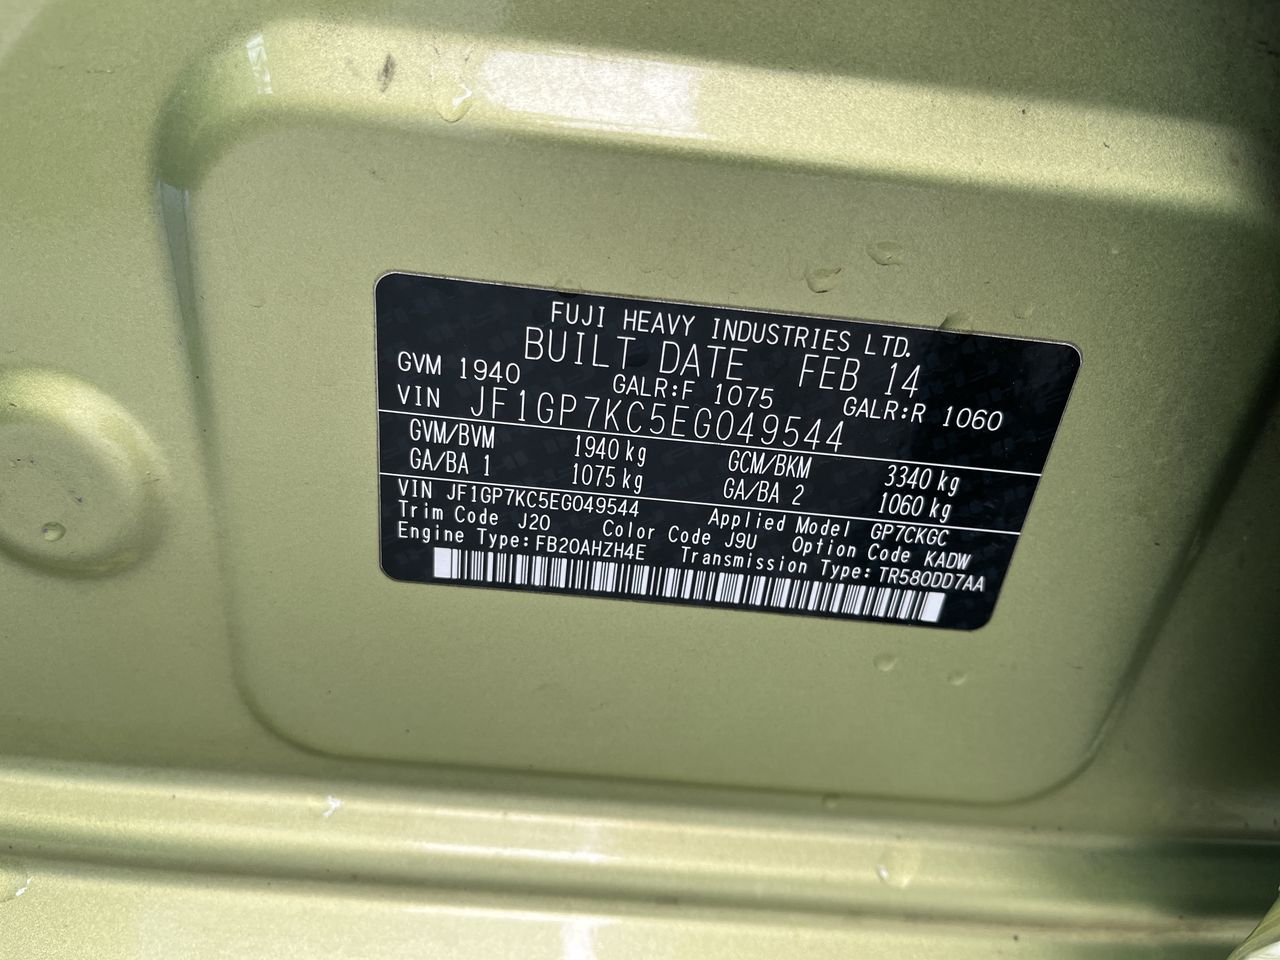 FUJI HEAVY INDUSTRIES LTD.
BUILT DATE FEB 14
GVM 1940 GALR:F 1075 GALR:R 1060
VIN JF1GP7KC5EG049544
GVM/BVM 1940 kg GCM/BKM 3340 kg
GA/BA 1 1075 kg GA/BA 2 1060 kg
VIN JF1GP7KC5EG049544 Applied Model GP7CKGC
Trim Code J20 Color Code J9U Option Code KADW
Engine Type:FB20AHZH4E Transmission Type:TR580DD7AA